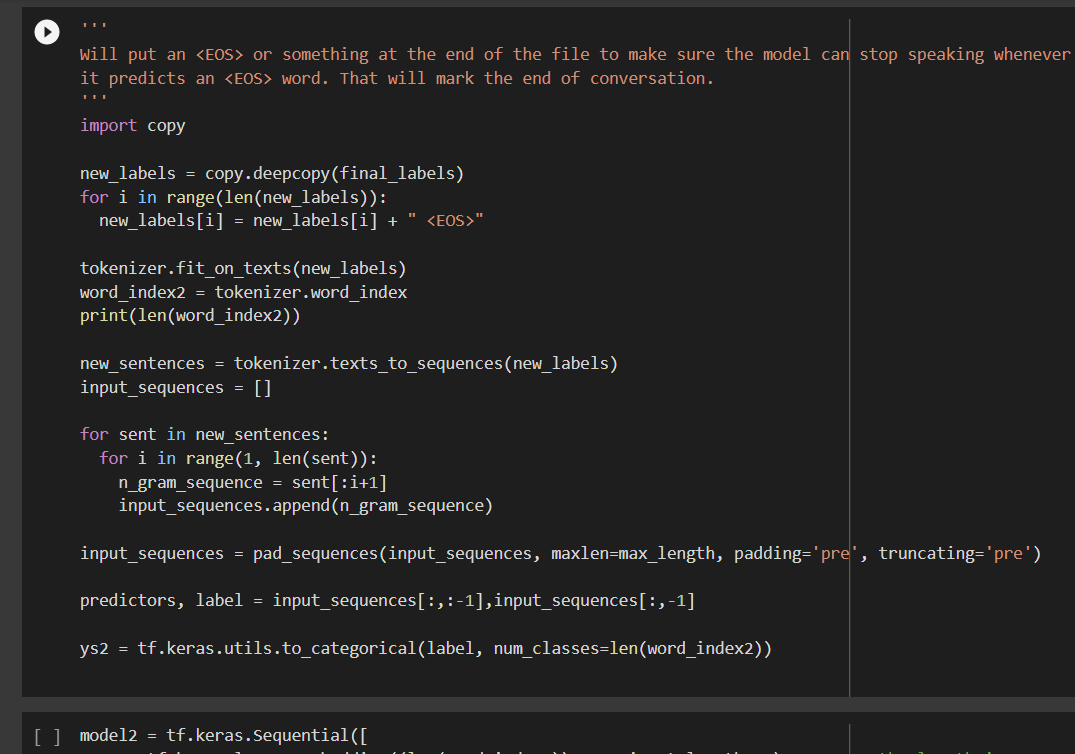 '''
Will put an <EOS> or something at the end of the file to make sure the model can stop speaking whenever
it predicts an <EOS> word. That will mark the end of conversation.
'''
import copy

new_labels = copy.deepcopy(final_labels)
for i in range(len(new_labels)):
  new_labels[i] = new_labels[i] + " <EOS>"

tokenizer.fit_on_texts(new_labels)
word_index2 = tokenizer.word_index
print(len(word_index2))

new_sentences = tokenizer.texts_to_sequences(new_labels)
input_sequences = []

for sent in new_sentences:
  for i in range(1, len(sent)):
    n_gram_sequence = sent[:i+1]
    input_sequences.append(n_gram_sequence)

input_sequences = pad_sequences(input_sequences, maxlen=max_length, padding='pre', truncating='pre')

predictors, label = input_sequences[:,:-1],input_sequences[:,-1]

ys2 = tf.keras.utils.to_categorical(label, num_classes=len(word_index2))

[ ] model2 = tf.keras.Sequential([